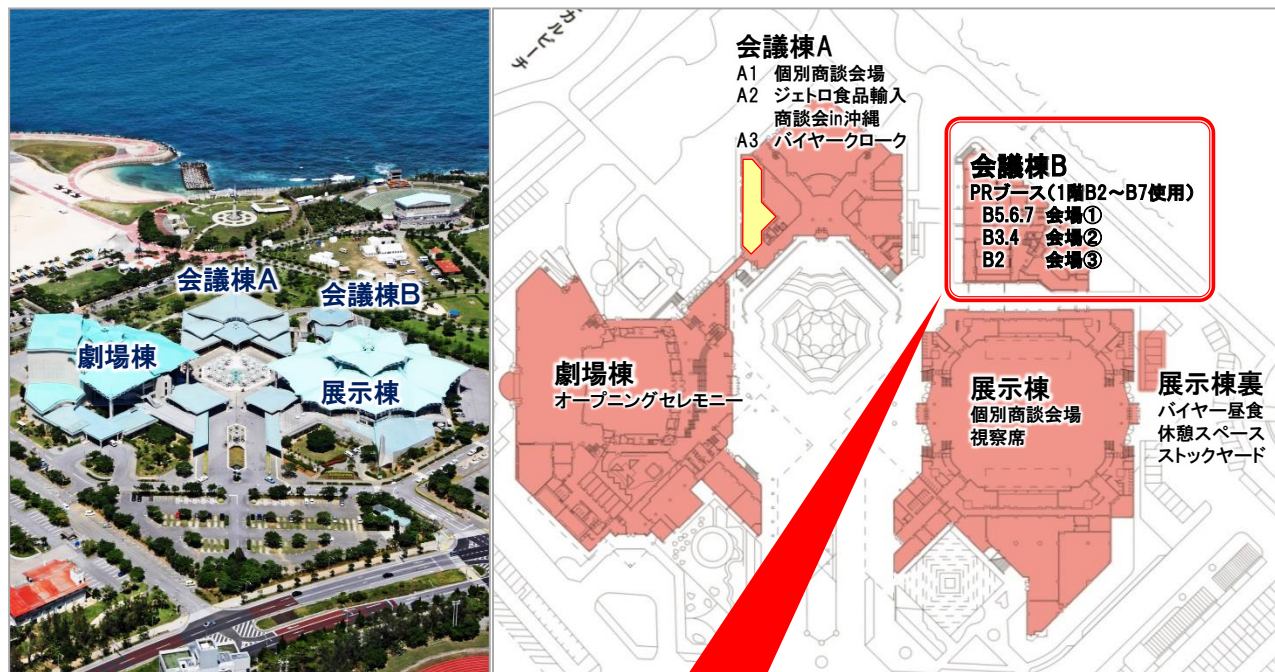 会議棟A
会議棟B
劇場棟
展示棟
カルビーチ
会議棟A
A1 個別商談会場
A2 ジェトロ食品輸入
商談会in沖縄
A3 バイヤークローク
会議棟B
PRブース(1階B2~B7使用)
B5.6.7 会場①
B3.4 会場②
B2 会場③
劇場棟
オープニングセレモニー
展示棟
個別商談会場
視察席
展示棟裏
バイヤー昼食
休憩スペース
ストックヤード